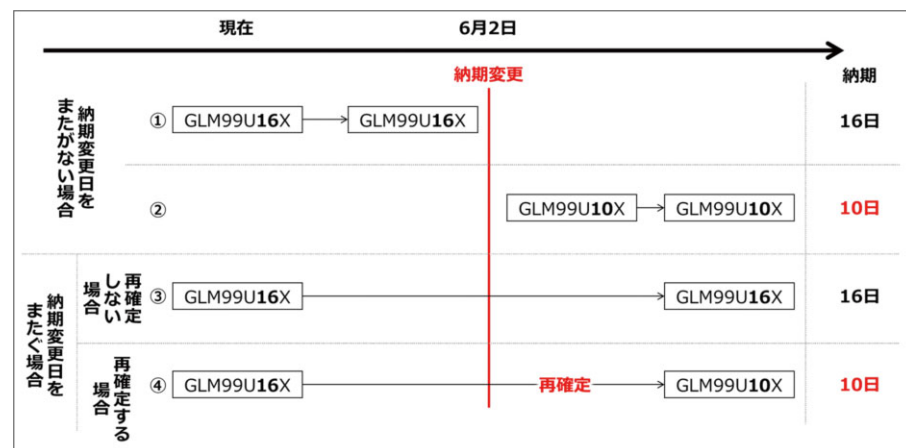 現在
6月2日
納期変更
納期
納期変更日を
またがない場合
① GLM99U16X GLM99U16X 16日
② GLM99U10X GLM99U10X 10日
納期変更日を
またぐ場合
再確定
しない
場合
③ GLM99U16X GLM99U16X 16日
再確定する
場合
④ GLM99U16X 再確定 GLM99U10X 10日